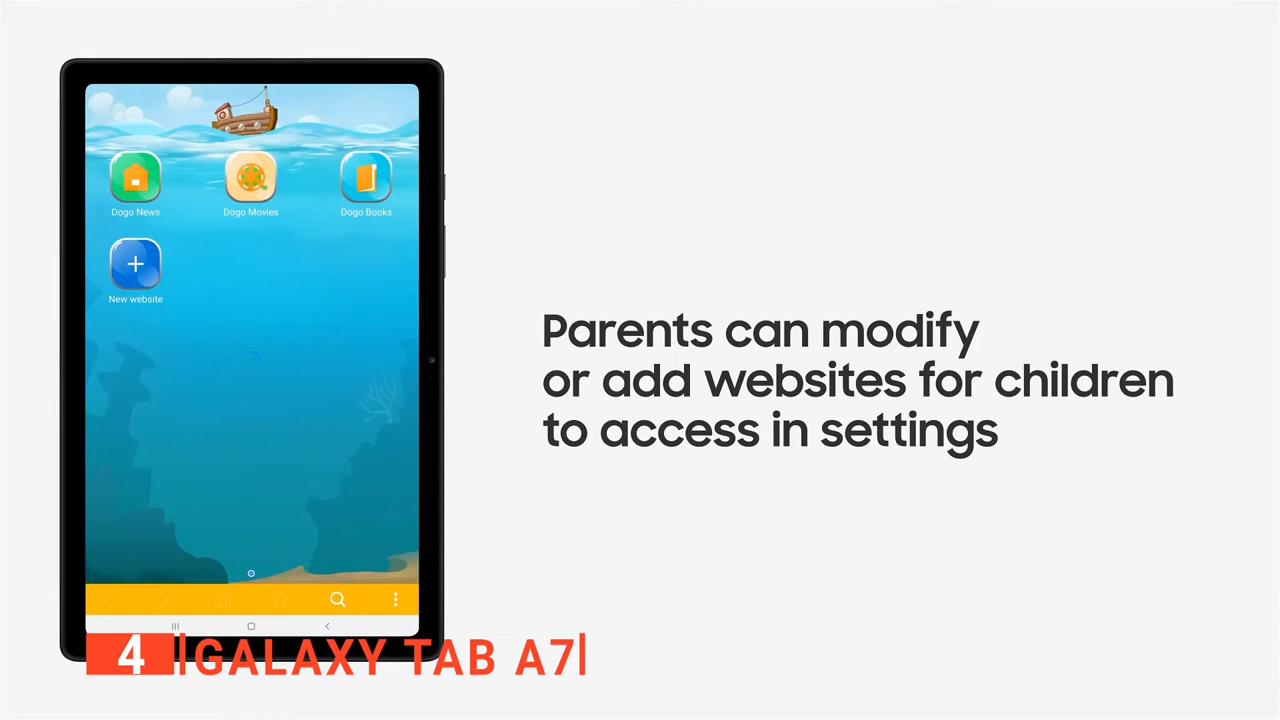 Dogo News
Dogo Movies
Dogo Books
New website
Parents can modify
or add websites for children
to access in settings
4
GALAXY TAB A7